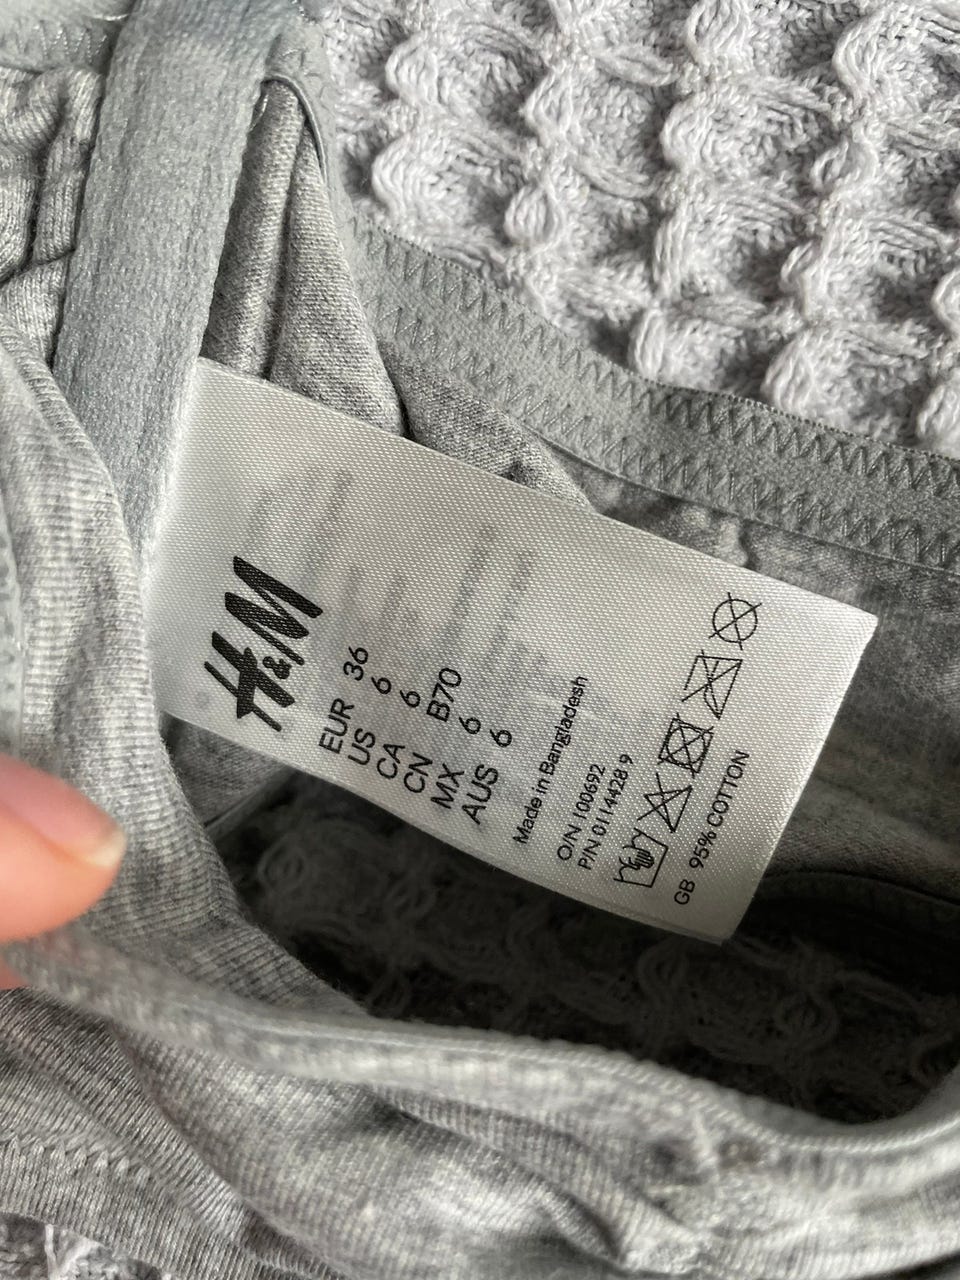 H&M
EUR 36
US 6
CA 6
CN B70
MX 6
AUS 6
Made in Bangladesh
O/N 100692
P/N 0114428 9
GB 95% COTTON